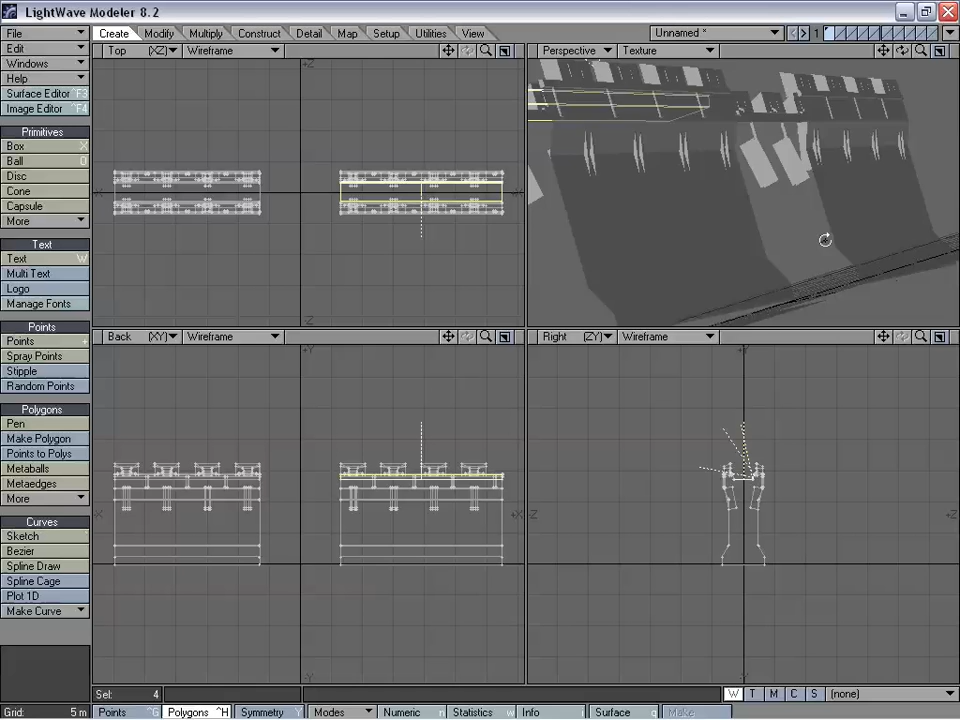 LightWave Modeler 8.2
File Create Modify Multiply Construct Detail Map Setup Utilities View Unnamed * 1
Edit Top (XZ) Wireframe Perspective Texture
Windows
Help
Surface Editor ^F3
Image Editor ^F4
Primitives
Box X
Ball O
Disc
Cone
Capsule
More
Text
Text W
Multi Text
Logo
Manage Fonts
Points
Points +
Spray Points
Stipple
Random Points
Polygons
Pen
Make Polygon
Points to Polys
Metaballs
Metaedges
More
Curves
Sketch
Bezier
Spline Draw
Spline Cage
Plot 1D
Make Curve
Back (XY) Wireframe Right (ZY) Wireframe
Sel: 4 W T M C S (none)
Grid: 5 m Points ^G Polygons ^H Symmetry Y Modes Numeric n Statistics w Info i Surface q Make